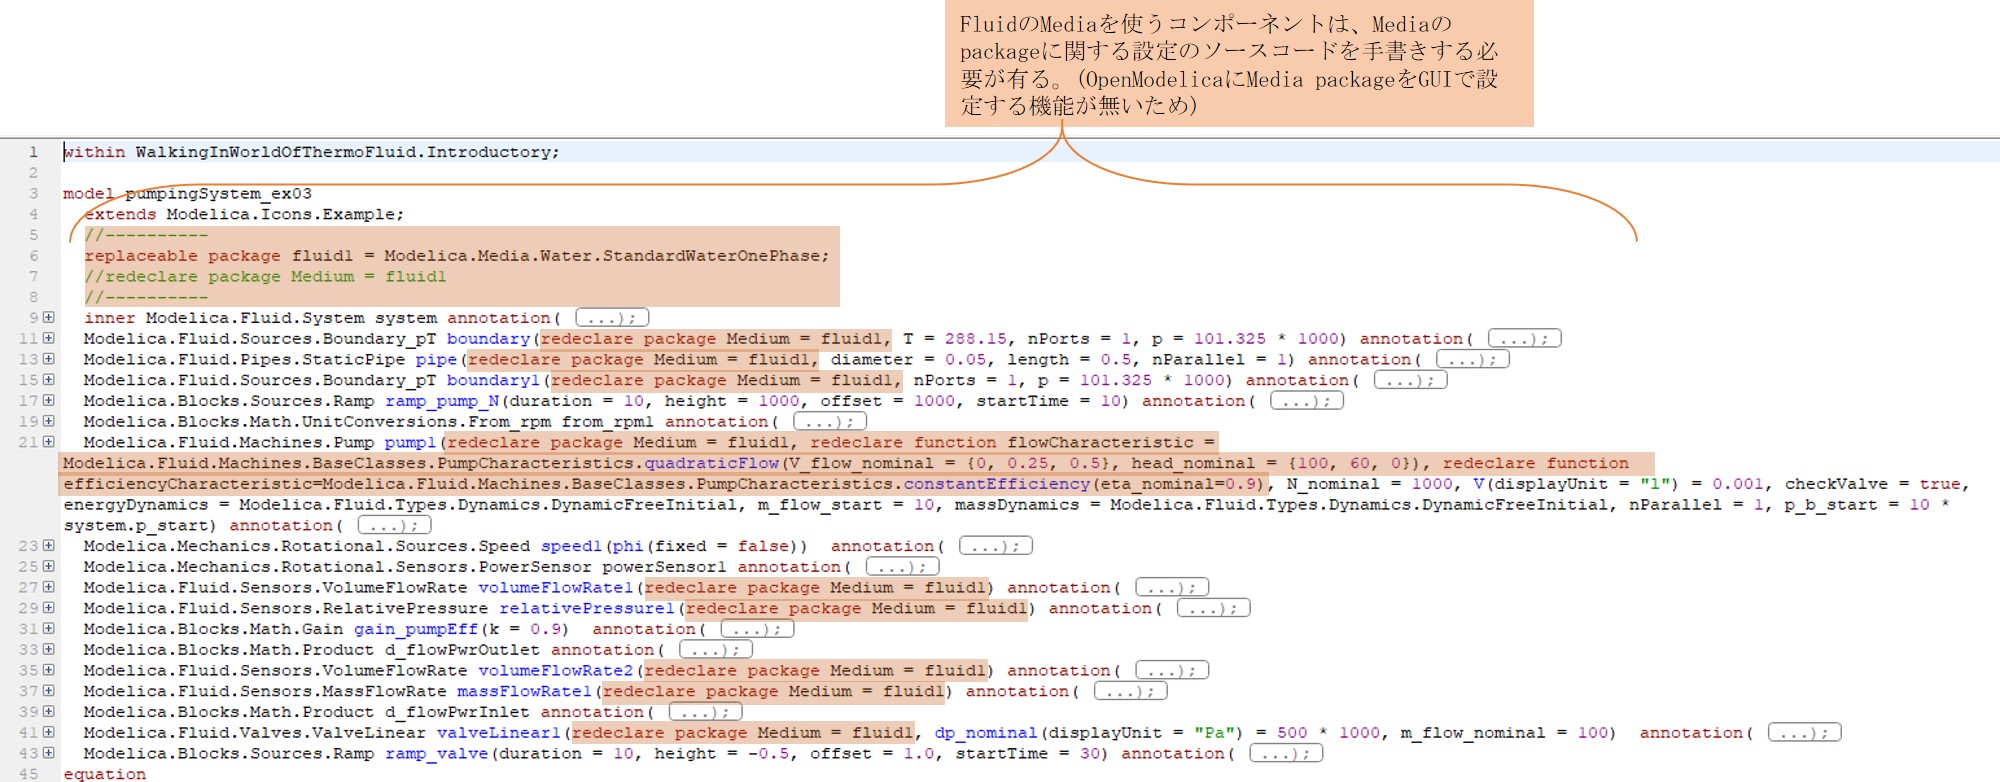 FluidのMediaを使うコンポーネントは、Mediaの
packageに関する設定のソースコードを手書きする必
要が有る。(OpenModelicaにMedia packageをGUIで設
定する機能が無いため)
1 within WalkingInWorldOfThermoFluid.Introductory;
2
3 model pumpingSystem_ex03
4 extends Modelica.Icons.Example;
5 //----------
6 replaceable package fluid1 = Modelica.Media.Water.StandardWaterOnePhase;
7 //redeclare package Medium = fluid1
8 //----------
9 inner Modelica.Fluid.System system annotation( ...);
11 Modelica.Fluid.Sources.Boundary_pT boundary(redeclare package Medium = fluid1, T = 288.15, nPorts = 1, p = 101.325 * 1000) annotation( ...);
13 Modelica.Fluid.Pipes.StaticPipe pipe(redeclare package Medium = fluid1, diameter = 0.05, length = 0.5, nParallel = 1) annotation( ...);
15 Modelica.Fluid.Sources.Boundary_pT boundary1(redeclare package Medium = fluid1, nPorts = 1, p = 101.325 * 1000) annotation( ...);
17 Modelica.Blocks.Sources.Ramp ramp_pump_N(duration = 10, height = 1000, offset = 1000, startTime = 10) annotation( ...);
19 Modelica.Blocks.Math.UnitConversions.From_rpm from_rpm1 annotation( ...);
21 Modelica.Fluid.Machines.Pump pump1(redeclare package Medium = fluid1, redeclare function flowCharacteristic =
Modelica.Fluid.Machines.BaseClasses.PumpCharacteristics.quadraticFlow(V_flow_nominal = {0, 0.25, 0.5}, head_nominal = {100, 60, 0}), redeclare function
efficiencyCharacteristic=Modelica.Fluid.Machines.BaseClasses.PumpCharacteristics.constantEfficiency(eta_nominal=0.9), N_nominal = 1000, V(displayUnit = "l") = 0.001, checkValve = true,
energyDynamics = Modelica.Fluid.Types.Dynamics.DynamicFreeInitial, m_flow_start = 10, massDynamics = Modelica.Fluid.Types.Dynamics.DynamicFreeInitial, nParallel = 1, p_b_start = 10 *
system.p_start) annotation( ...);
23 Modelica.Mechanics.Rotational.Sources.Speed speed1(phi(fixed = false)) annotation( ...);
25 Modelica.Mechanics.Rotational.Sensors.PowerSensor powerSensor1 annotation( ...);
27 Modelica.Fluid.Sensors.VolumeFlowRate volumeFlowRate1(redeclare package Medium = fluid1) annotation( ...);
29 Modelica.Fluid.Sensors.RelativePressure relativePressure1(redeclare package Medium = fluid1) annotation( ...);
31 Modelica.Blocks.Math.Gain gain_pumpEff(k = 0.9) annotation( ...);
33 Modelica.Blocks.Math.Product d_flowPwrOutlet annotation( ...);
35 Modelica.Fluid.Sensors.VolumeFlowRate volumeFlowRate2(redeclare package Medium = fluid1) annotation( ...);
37 Modelica.Fluid.Sensors.MassFlowRate massFlowRate1(redeclare package Medium = fluid1) annotation( ...);
39 Modelica.Blocks.Math.Product d_flowPwrInlet annotation( ...);
41 Modelica.Fluid.Valves.ValveLinear valveLinear1(redeclare package Medium = fluid1, dp_nominal(displayUnit = "Pa") = 500 * 1000, m_flow_nominal = 100) annotation( ...);
43 Modelica.Blocks.Sources.Ramp ramp_valve(duration = 10, height = -0.5, offset = 1.0, startTime = 30) annotation( ...);
45 equation